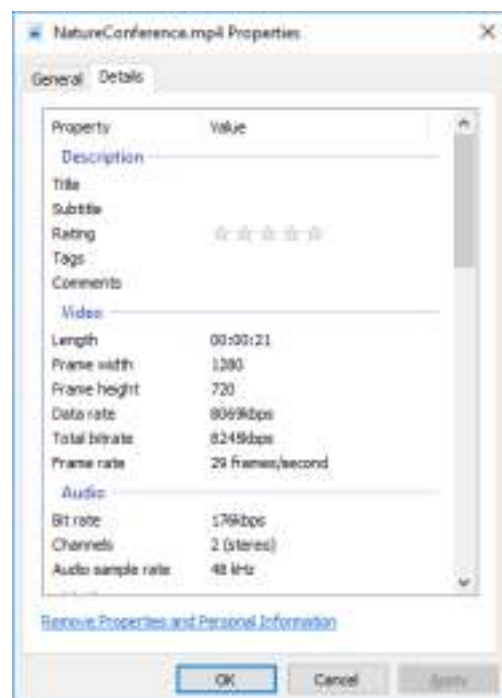 NatureConference.mp4 Properties
General Details
Property Value
Description
Title
Subtitle
Rating
Tags
Comments
Video
Length 00:00:21
Frame width 1280
Frame height 720
Data rate 8069kbps
Total bitrate 8245kbps
Frame rate 29 frames/second
Audio
Bit rate 176kbps
Channels 2 (stereo)
Audio sample rate 48 kHz
Remove Properties and Personal Information
OK Cancel Apply